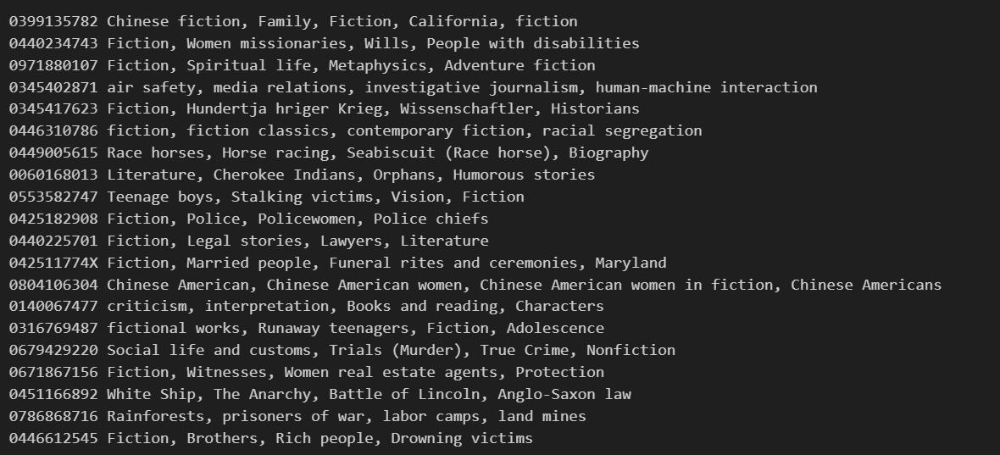 0399135782 Chinese fiction, Family, Fiction, California, fiction
0440234743 Fiction, Women missionaries, Wills, People with disabilities
0971880107 Fiction, Spiritual life, Metaphysics, Adventure fiction
0345402871 air safety, media relations, investigative journalism, human-machine interaction
0345417623 Fiction, Hundertja hriger Krieg, Wissenschaftler, Historians
0446310786 fiction, fiction classics, contemporary fiction, racial segregation
0449005615 Race horses, Horse racing, Seabiscuit (Race horse), Biography
0060168013 Literature, Cherokee Indians, Orphans, Humorous stories
0553582747 Teenage boys, Stalking victims, Vision, Fiction
0425182908 Fiction, Police, Policewomen, Police chiefs
0440225701 Fiction, Legal stories, Lawyers, Literature
042511774X Fiction, Married people, Funeral rites and ceremonies, Maryland
0804106304 Chinese American, Chinese American women, Chinese American women in fiction, Chinese Americans
0140067477 criticism, interpretation, Books and reading, Characters
0316769487 fictional works, Runaway teenagers, Fiction, Adolescence
0679429220 Social life and customs, Trials (Murder), True Crime, Nonfiction
0671867156 Fiction, Witnesses, Women real estate agents, Protection
0451166892 White Ship, The Anarchy, Battle of Lincoln, Anglo-Saxon law
0786868716 Rainforests, prisoners of war, labor camps, land mines
0446612545 Fiction, Brothers, Rich people, Drowning victims